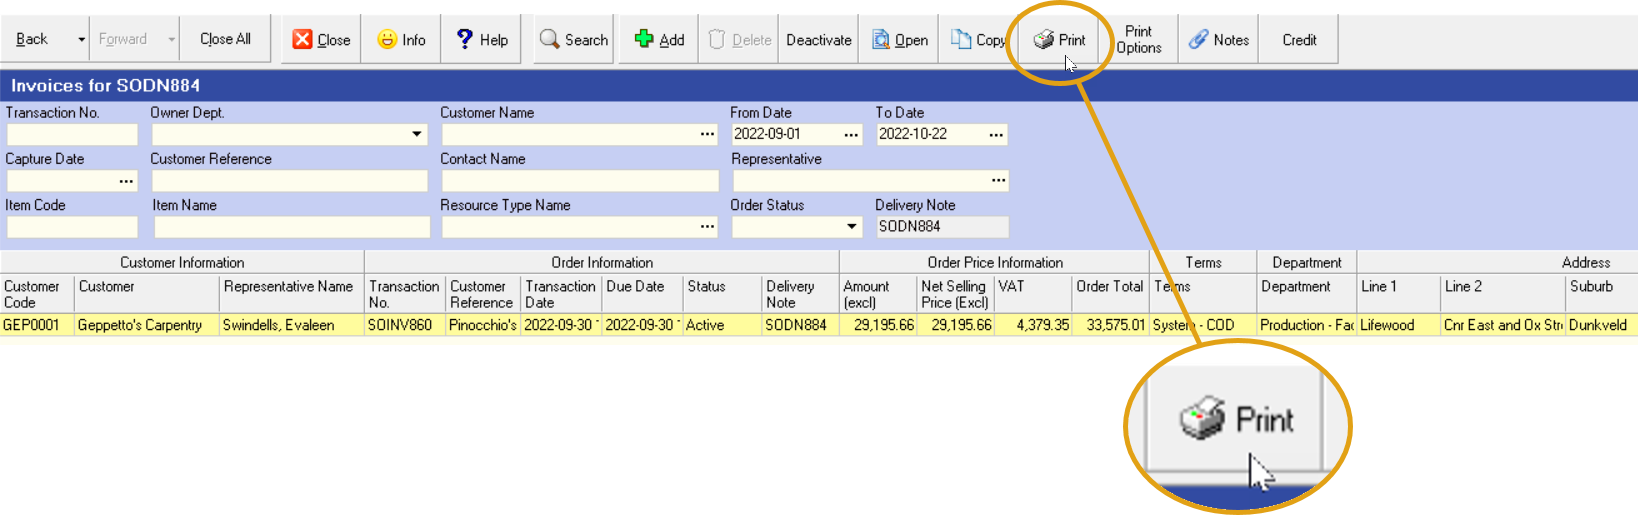 Back Forward Close All Close Info Help Search Add Delete Deactivate Open Copy Print Print Options Notes Credit
Invoices for SODN884
Transaction No. Owner Dept. Customer Name From Date To Date
2022-09-01 2022-10-22
Capture Date Customer Reference Contact Name Representative
Item Code Item Name Resource Type Name Order Status Delivery Note
SODN884
Customer Information Order Information Order Price Information Terms Department Address
Customer Code Customer Representative Name Transaction No. Customer Reference Transaction Date Due Date Status Delivery Note Amount (excl) Net Selling Price (Excl) VAT Order Total Terms Department Line 1 Line 2 Suburb
GEP0001 Geppetto's Carpentry Swindells, Evaleen SOINV860 Pinocchio's 2022-09-30 2022-09-30 Active SODN884 29,195.66 29,195.66 4,379.35 33,575.01 System - COD Production - Fac Lifewood Cnr East and Ox Str Dunkveld
Print